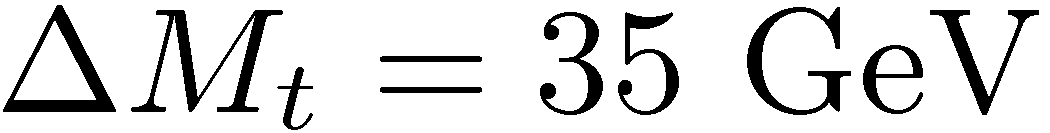 ΔM_t = 35 GeV